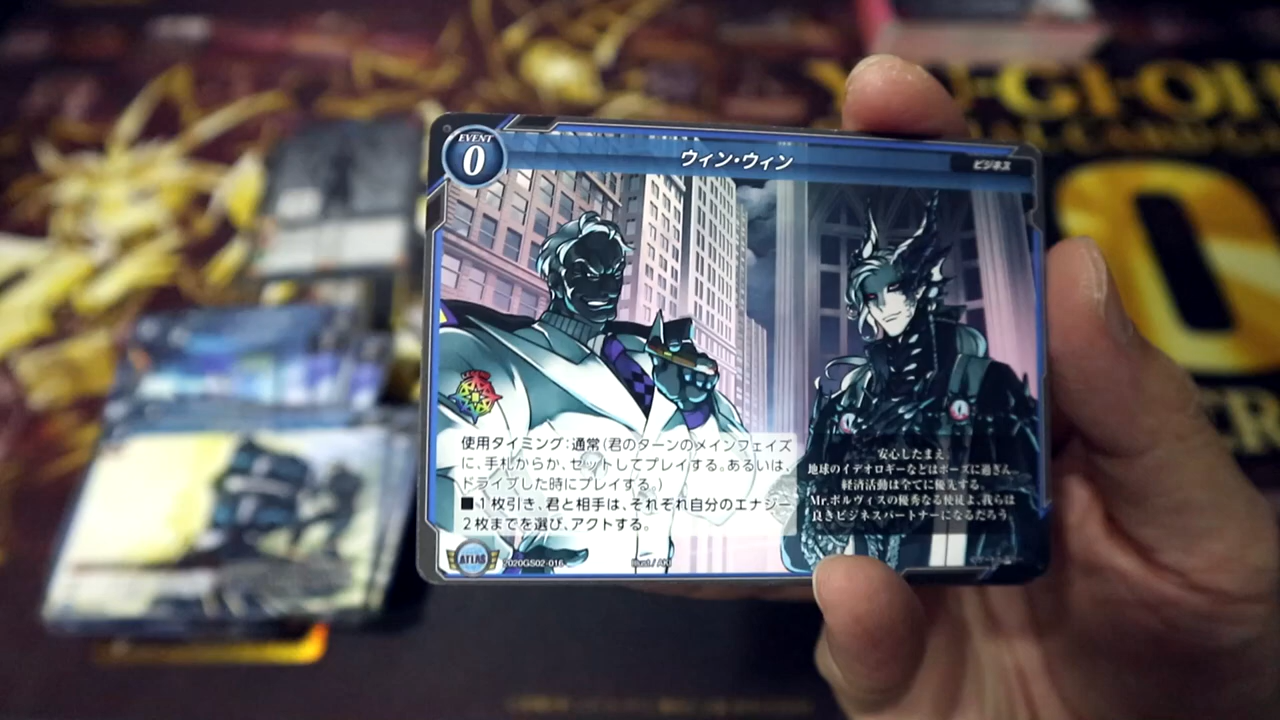 EVENT
0
ウィン・ウィン
ビジネス
使用タイミング:通常(君のターンのメインフェイズ
に、手札からか、セットしてプレイする。あるいは、
ドライブした時にプレイする。)
■1枚引き、君と相手は、それぞれ自分のエナジー
2枚までを選び、アクトする。
安心したまえ。
地球のイデオロギーなどはポーズに過ぎん。
経済活動は全てに優先する。
Mr.ボルヴィスの優秀なる使徒よ、我らは
良きビジネスパートナーになるだろう。
ATLAS
2020GS02-016
Illust./
YU-GI-OH
CARD